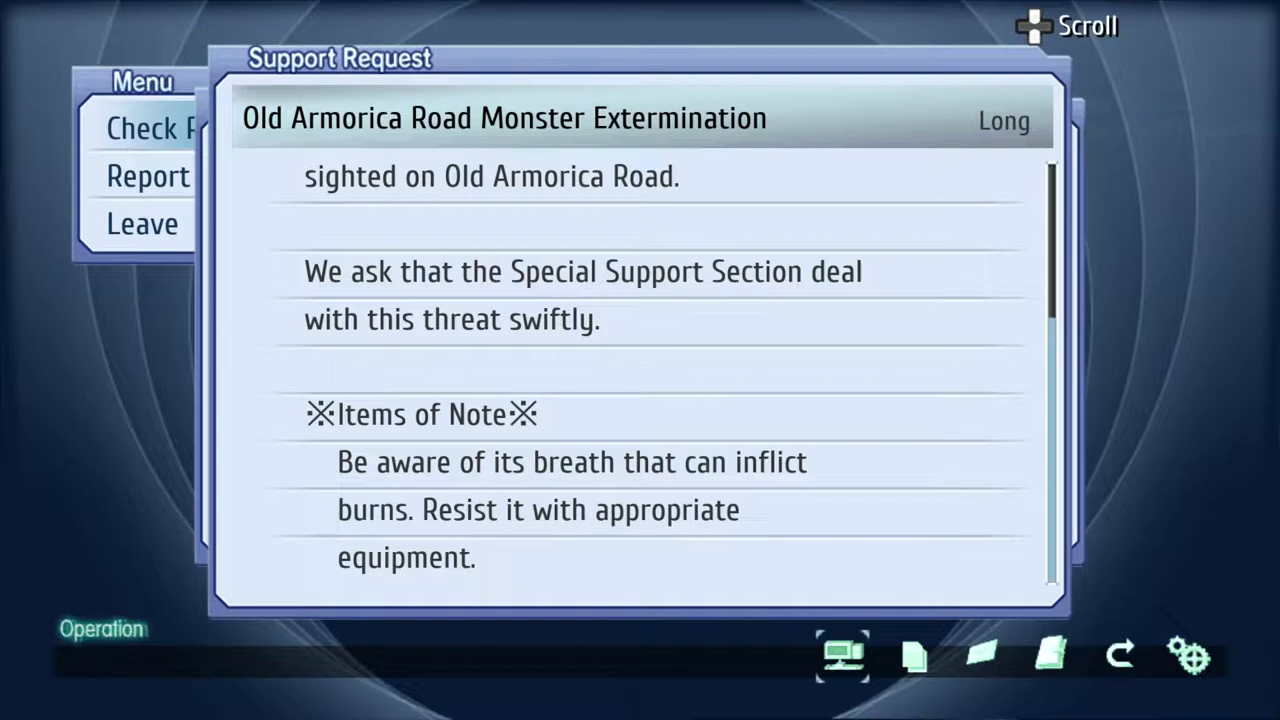 Scroll
Support Request
Menu
Old Armorica Road Monster Extermination
Long
Check
Report
Leave
sighted on Old Armorica Road.
We ask that the Special Support Section deal
with this threat swiftly.
※Items of Note※
Be aware of its breath that can inflict
burns. Resist it with appropriate
equipment.
Operation